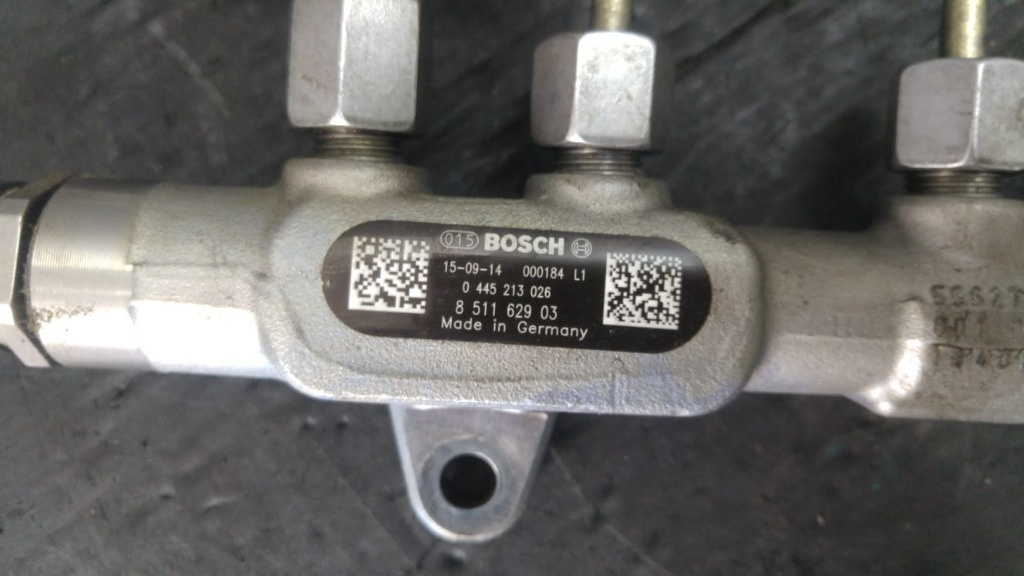 015 BOSCH
15-09-14 000184 L1
0 445 213 026
8 511 629 03
Made in Germany